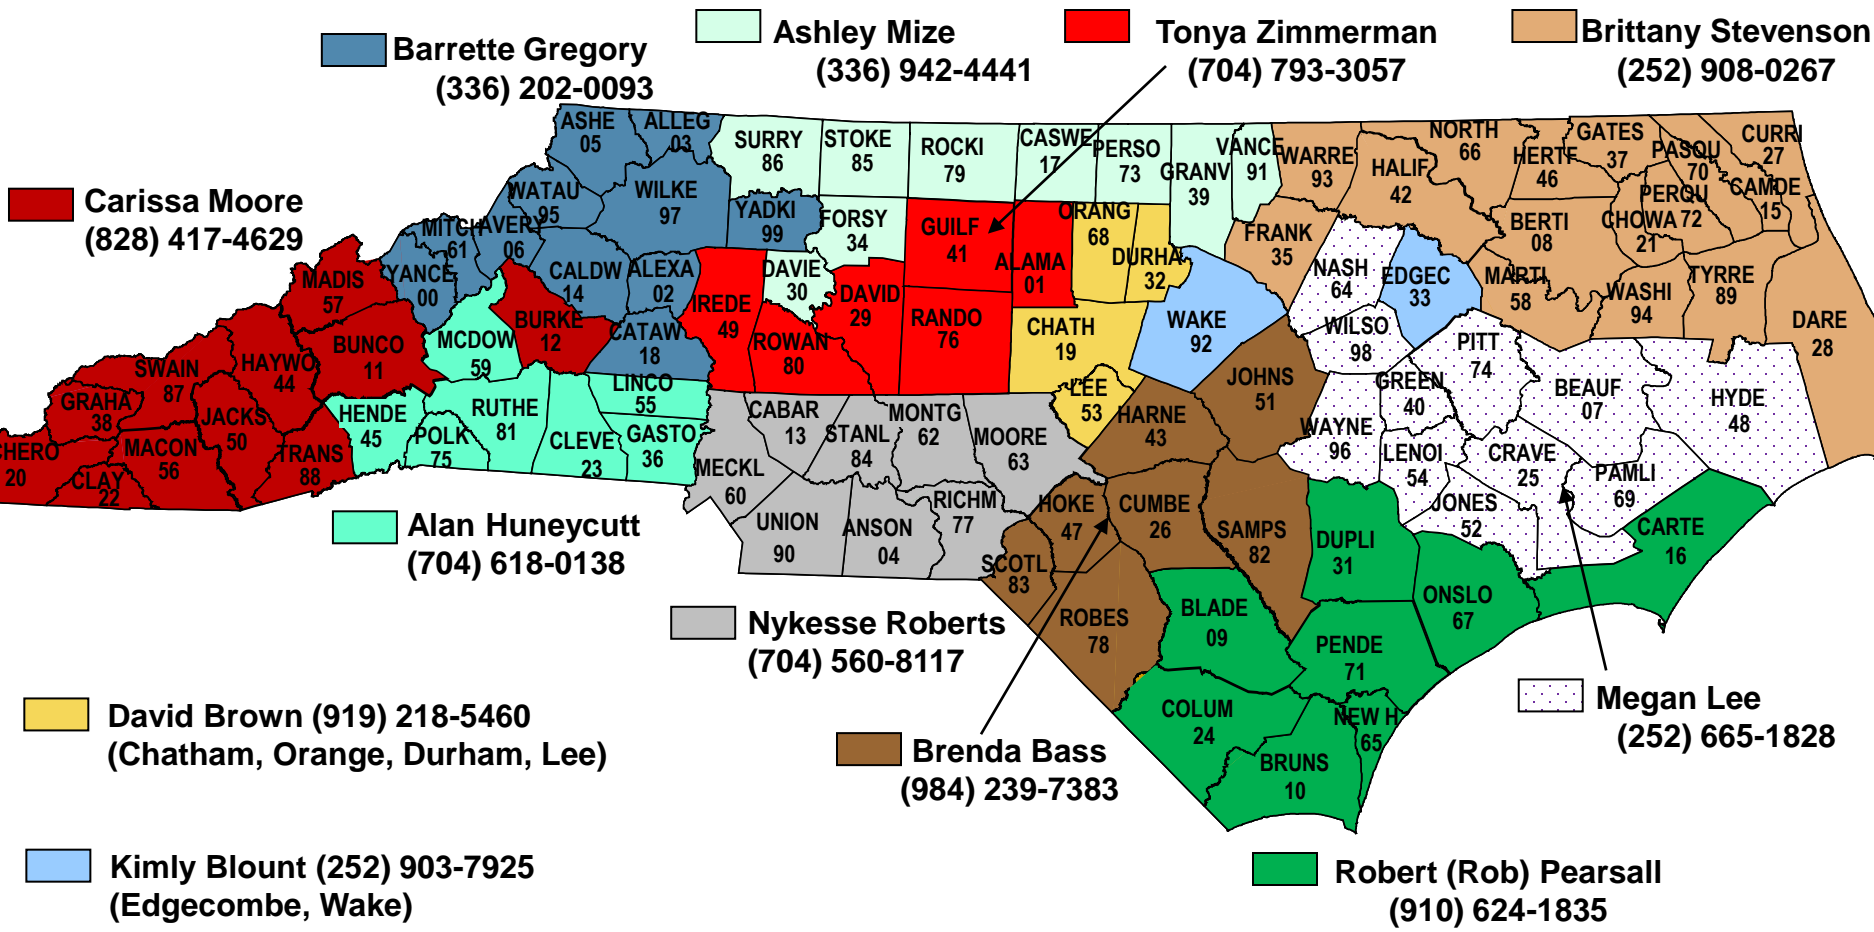 Barrette Gregory
(336) 202-0093
Ashley Mize
(336) 942-4441
Tonya Zimmerman
(704) 793-3057
Brittany Stevenson
(252) 908-0267
Carissa Moore
(828) 417-4629
ASHE
05
ALLEG
03
SURRY
86
STOKE
85
ROCKI
79
CASWE
17
PERSO
73
GRANV
39
VANCE
91
WARRE
93
HALIF
42
NORTH
66
HERTF
46
GATES
37
PASQU
70
CURRI
27
CAMDE
15
PERQU
72
CHOWA
21
BERTI
08
WATAU
95
WILKE
97
YADKI
99
FORSY
34
GUILF
41
ALAMA
01
ORANG
68
DURHA
32
FRANK
35
NASH
64
EDGEC
33
MARTI
58
WASHI
94
TYRRE
89
DARE
28
MITCH
61
AVERY
06
YANCE
00
CALDW
14
ALEXA
02
IREDE
49
DAVIE
30
DAVID
29
RANDO
76
CHATH
19
WAKE
92
WILSO
98
PITT
74
BEAUF
07
HYDE
48
MADIS
57
BUNCO
11
MCDOW
59
BURKE
12
CATAW
18
ROWAN
80
LEE
53
JOHNS
51
GREEN
40
HAYWO
44
SWAIN
87
GRAHA
38
JACKS
50
CHERO
20
MACON
56
CLAY
22
TRANS
88
HENDE
45
POLK
75
RUTHE
81
CLEVE
23
LINCO
55
GASTO
36
CABAR
13
STANL
84
MONTG
62
MOORE
63
HARNE
43
WAYNE
96
LENOI
54
CRAVE
25
PAMLI
69
JONES
52
CARTE
16
MECKL
60
UNION
90
ANSON
04
RICHM
77
HOKE
47
CUMBE
26
SAMPS
82
DUPLI
31
ONSLO
67
SCOTL
83
ROBES
78
BLADE
09
PENDE
71
COLUM
24
NEW H
65
BRUNS
10
Alan Huneycutt
(704) 618-0138
Nykesse Roberts
(704) 560-8117
Megan Lee
(252) 665-1828
David Brown (919) 218-5460
(Chatham, Orange, Durham, Lee)
Brenda Bass
(984) 239-7383
Kimly Blount (252) 903-7925
(Edgecombe, Wake)
Robert (Rob) Pearsall
(910) 624-1835